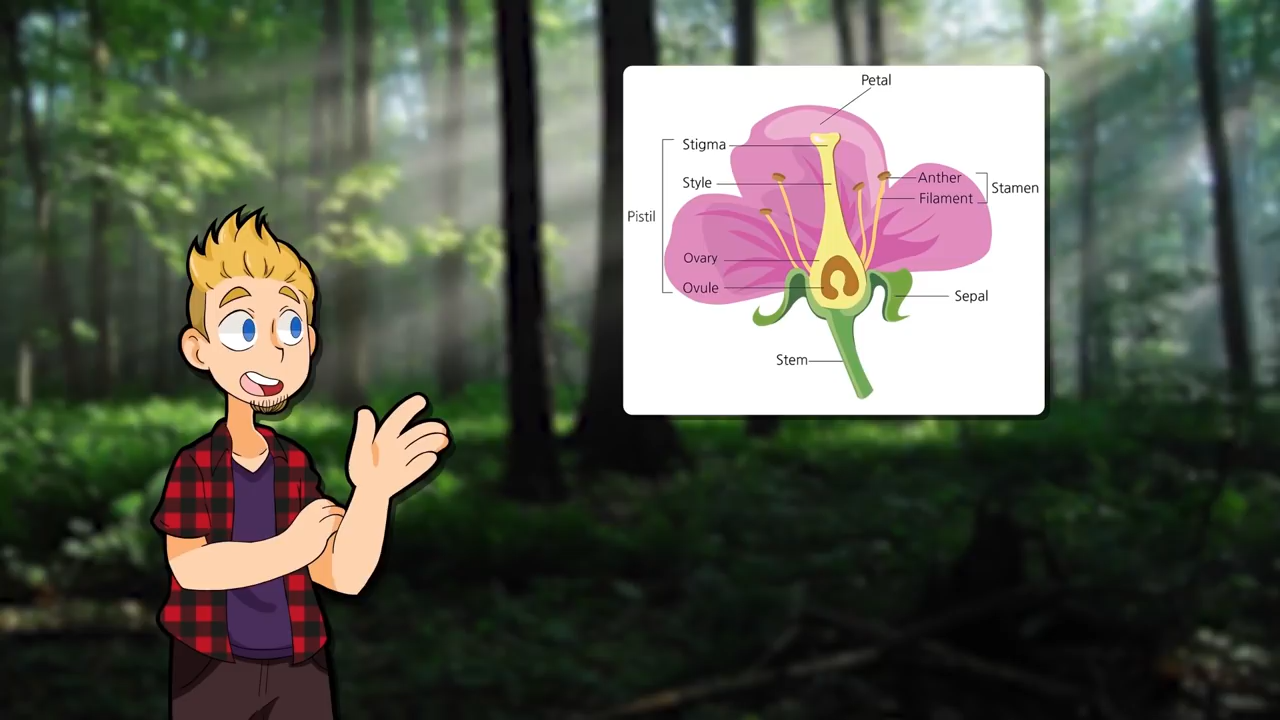 Petal
Stigma
Style
Pistil
Ovary
Ovule
Anther
Filament
Stamen
Sepal
Stem